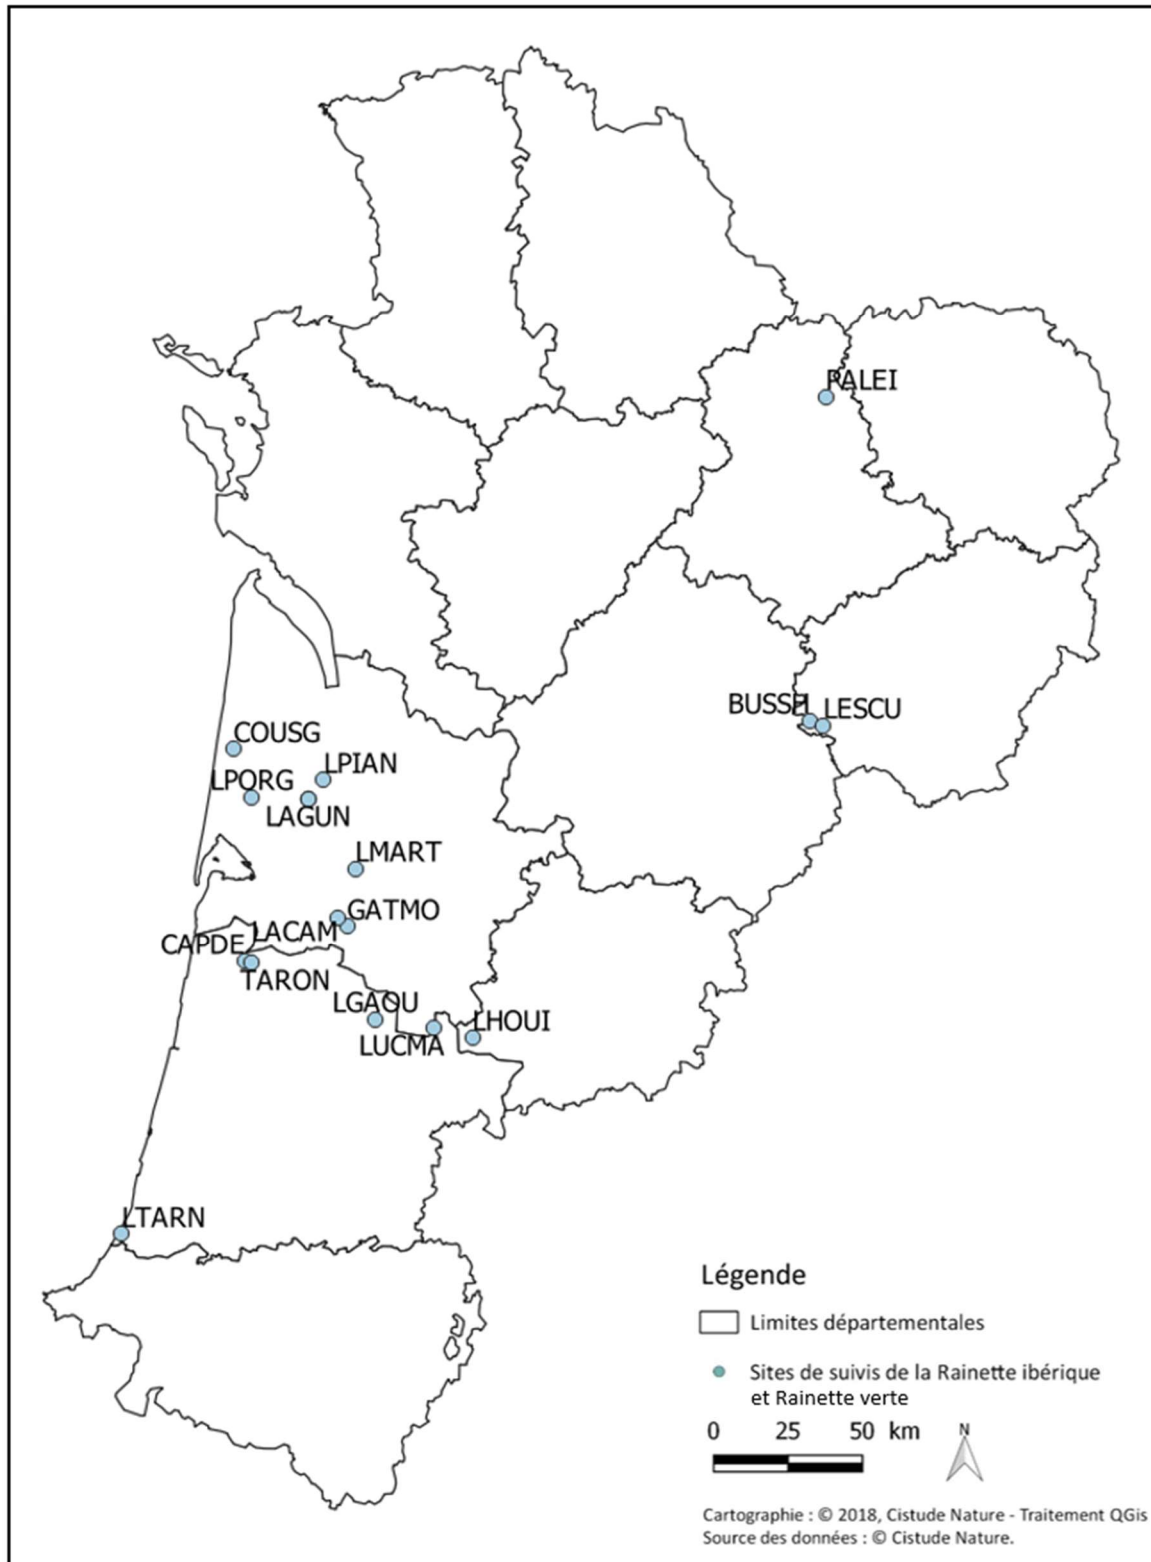 RALEI
BUSSH
LESCU
COUSG
LPIAN
LPORG
LAGUN
LMART
GATMO
LACAM
CAPDE
TARON
LGAOU
LHOUI
LUCMA
LTARN
Légende
Limites départementales
Sites de suivis de la Rainette ibérique
et Rainette verte
0 25 50 km
N
Cartographie : © 2018, Cistude Nature - Traitement QGis
Source des données : © Cistude Nature.